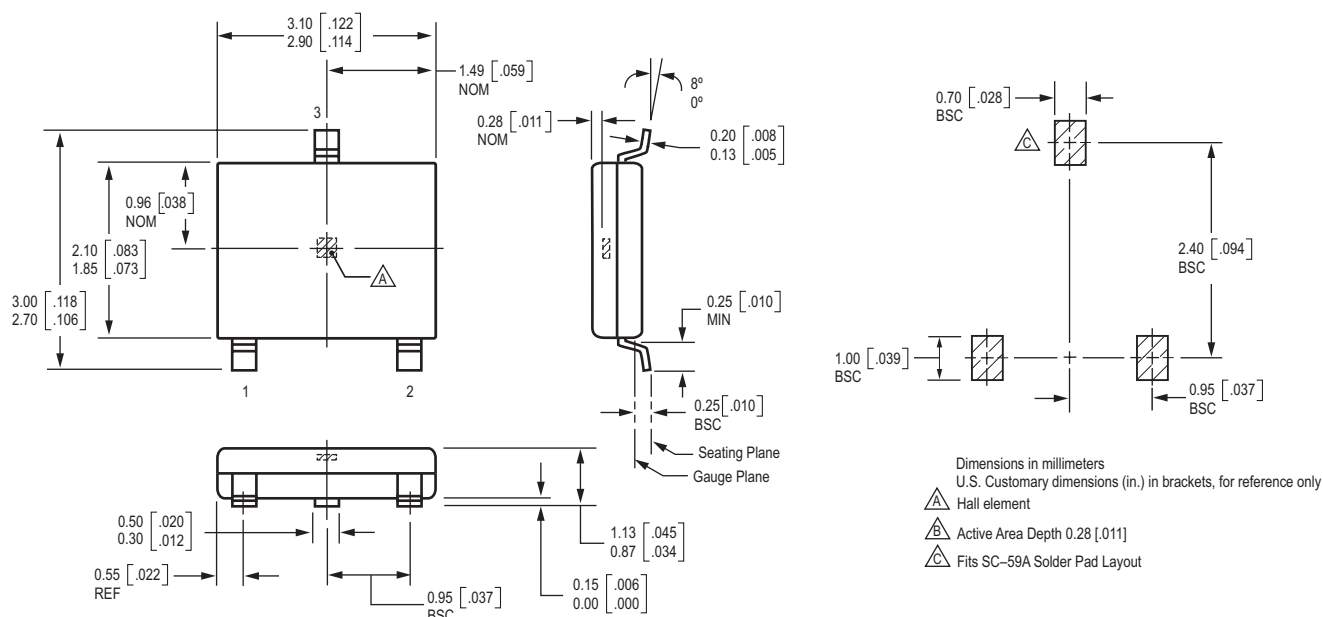 3.10 [.122
2.90 .114]
1.49 [.059]
NOM
3
0.28 [.011]
NOM
8º
0º
0.20 [.008
0.13 .005]
0.96 [.038]
NOM
2.10 [.083
1.85 .073]
3.00 [.118
2.70 .106]
A
1
2
0.25 [.010]
MIN
0.25 [.010]
BSC
Seating Plane
Gauge Plane
0.50 [.020
0.30 .012]
0.55 [.022]
REF
0.95 [.037]
BSC
1.13 [.045
0.87 .034]
0.15 [.006
0.00 .000]
0.70 [.028]
BSC
C
2.40 [.094]
BSC
1.00 [.039]
BSC
0.95 [.037]
BSC
Dimensions in millimeters
U.S. Customary dimensions (in.) in brackets, for reference only
A Hall element
B Active Area Depth 0.28 [.011]
C Fits SC–59A Solder Pad Layout